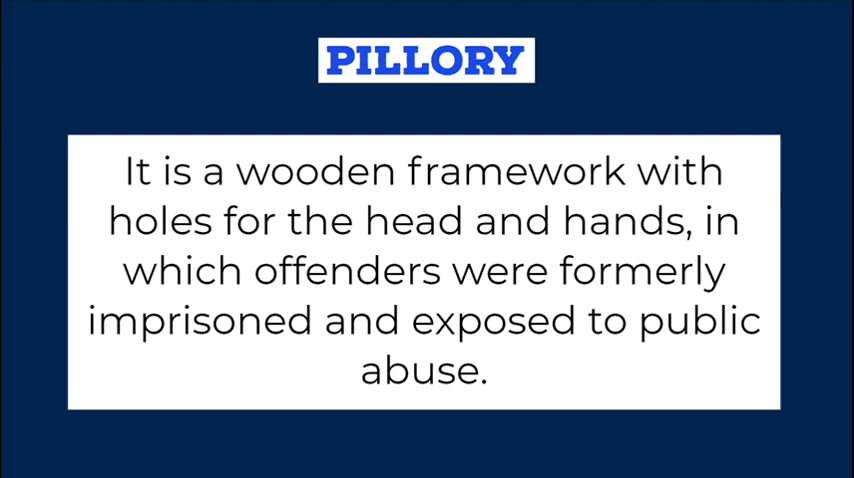 PILLORY
It is a wooden framework with
holes for the head and hands, in
which offenders were formerly
imprisoned and exposed to public
abuse.